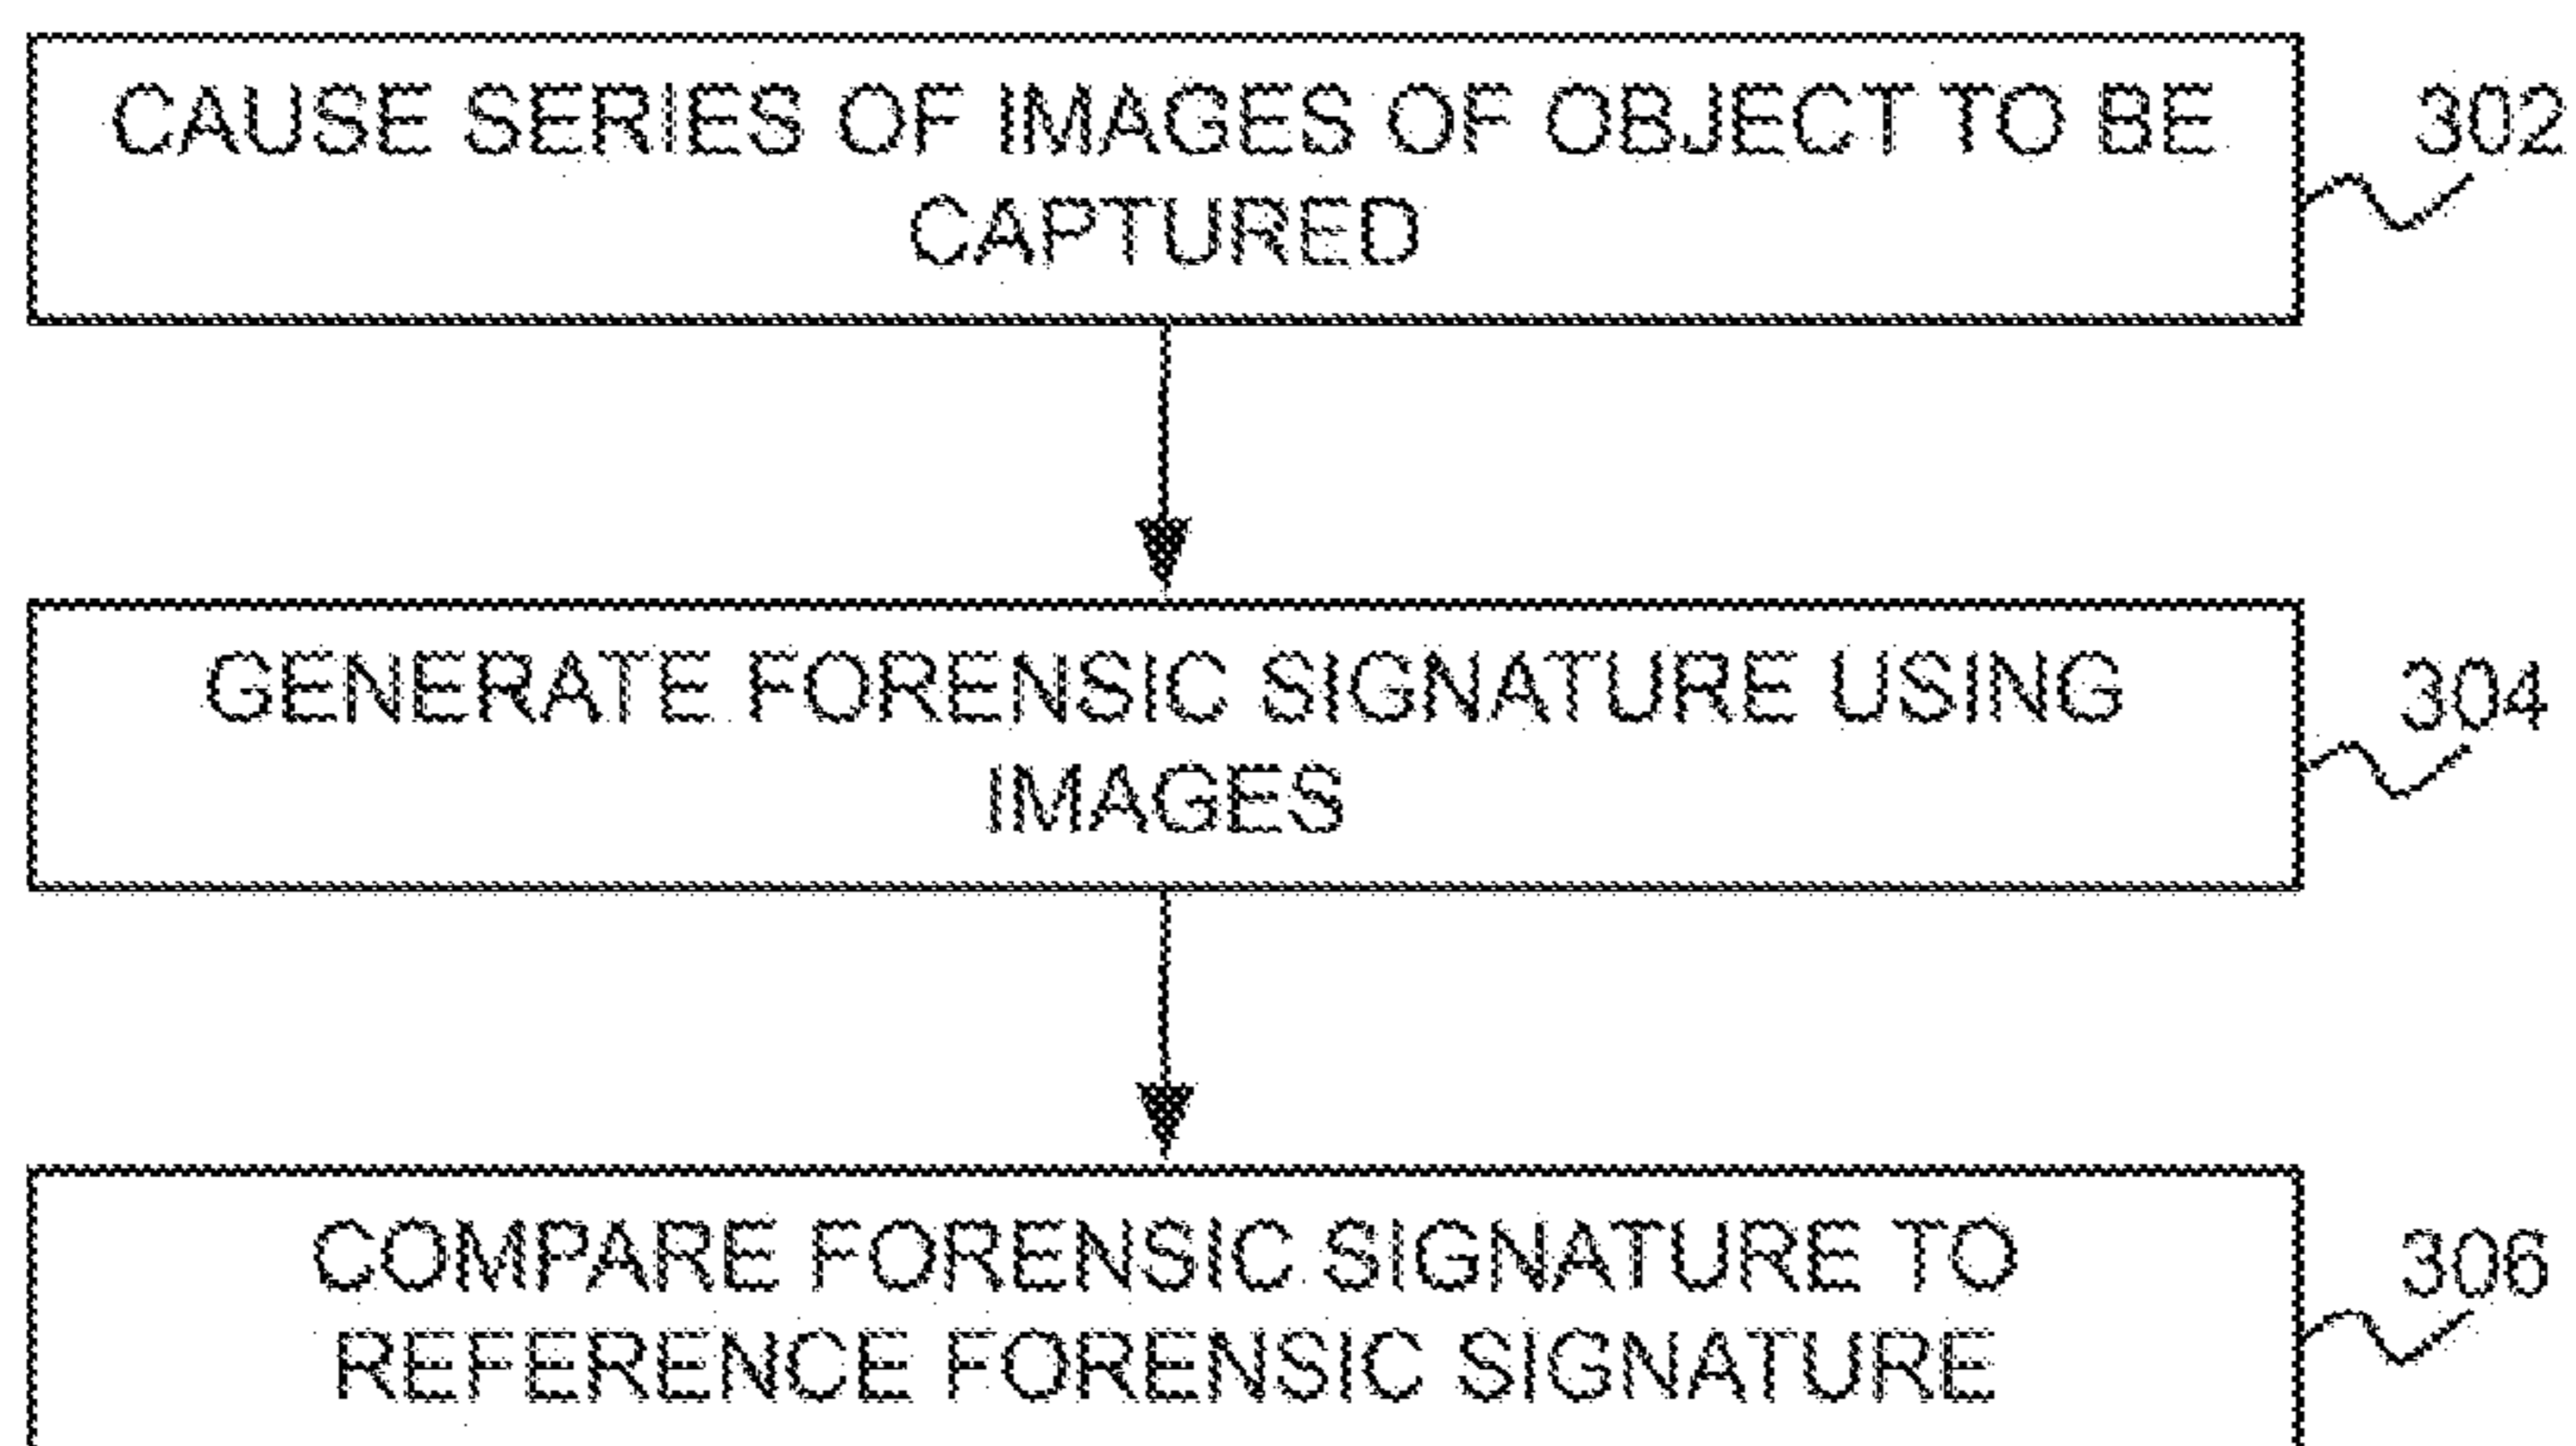 CAUSE SERIES OF IMAGES OF OBJECT TO BE
CAPTURED
302
GENERATE FORENSIC SIGNATURE USING
IMAGES
304
COMPARE FORENSIC SIGNATURE TO
REFERENCE FORENSIC SIGNATURE
306